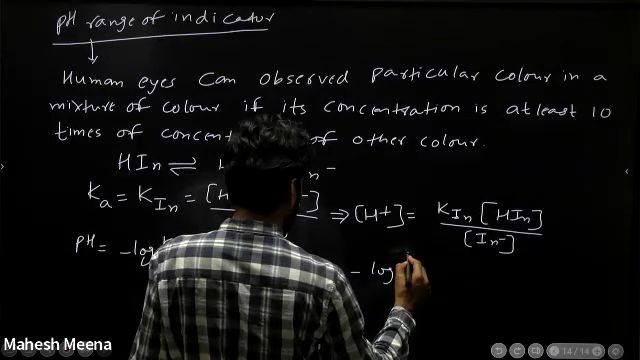 pH range of indicator
Human eyes Can observed particular colour in a
mixture of colour if its concentration is atleast 10
times of concent of other colour.
HIn ⇌ H n⁻
Ka = KIn = [H ⁻] ⇒ [H+] = KIn [HIn] / [In⁻]
pH = -log - log
14/14
Mahesh Meena